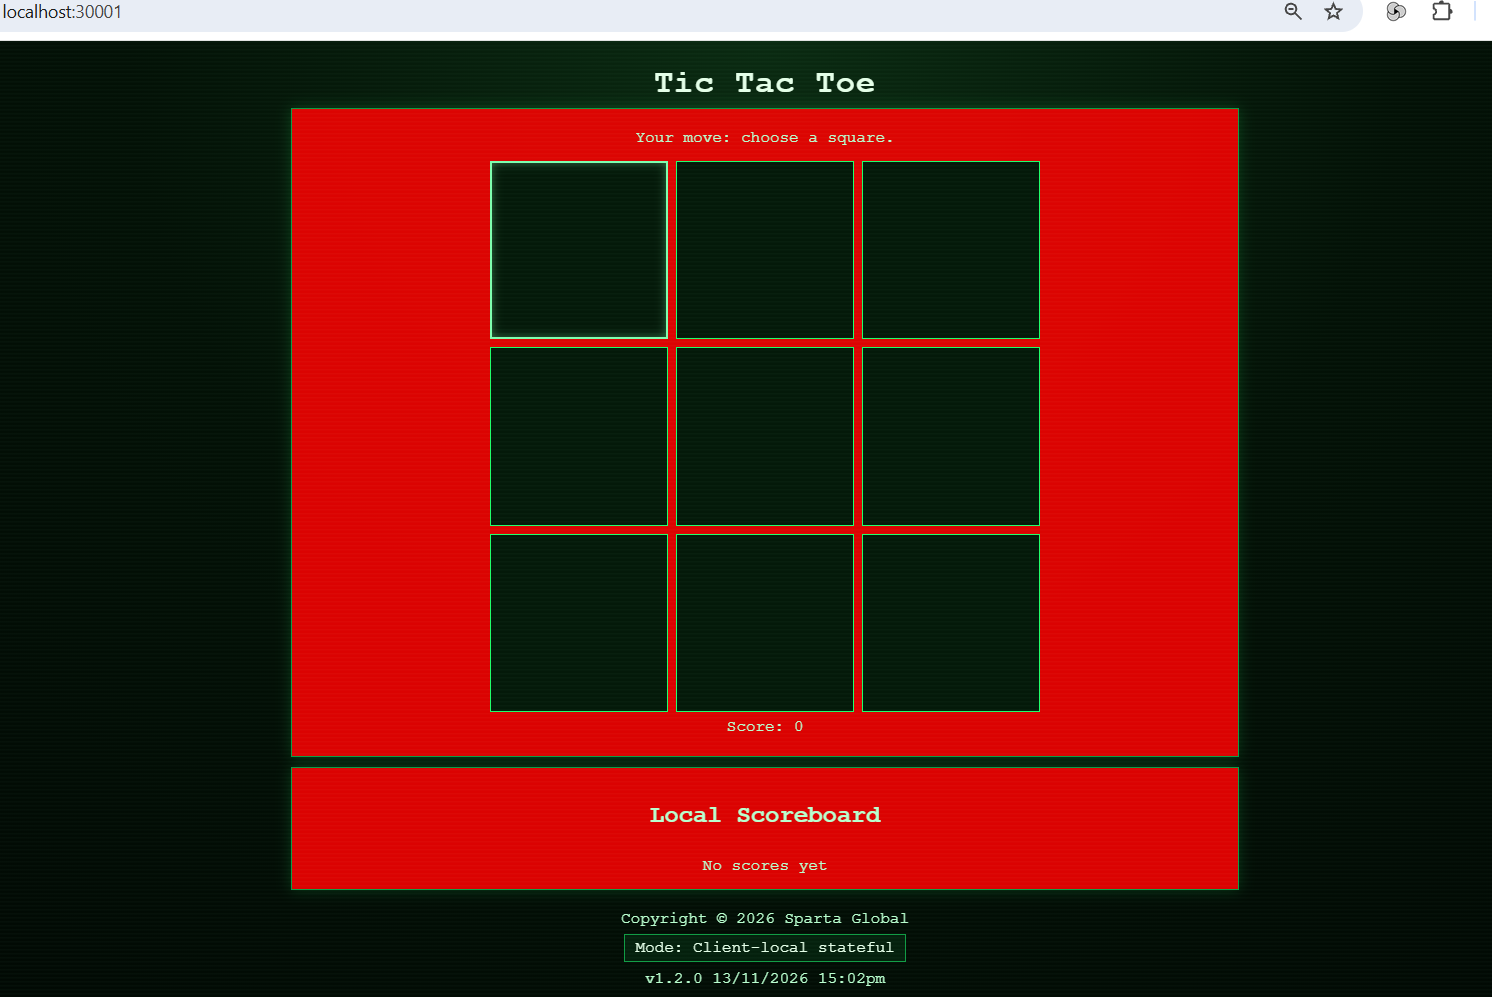 localhost:30001
Tic Tac Toe
Your move: choose a square.
Score: 0
Local Scoreboard
No scores yet
Copyright © 2026 Sparta Global
Mode: Client-local stateful
v1.2.0 13/11/2026 15:02pm